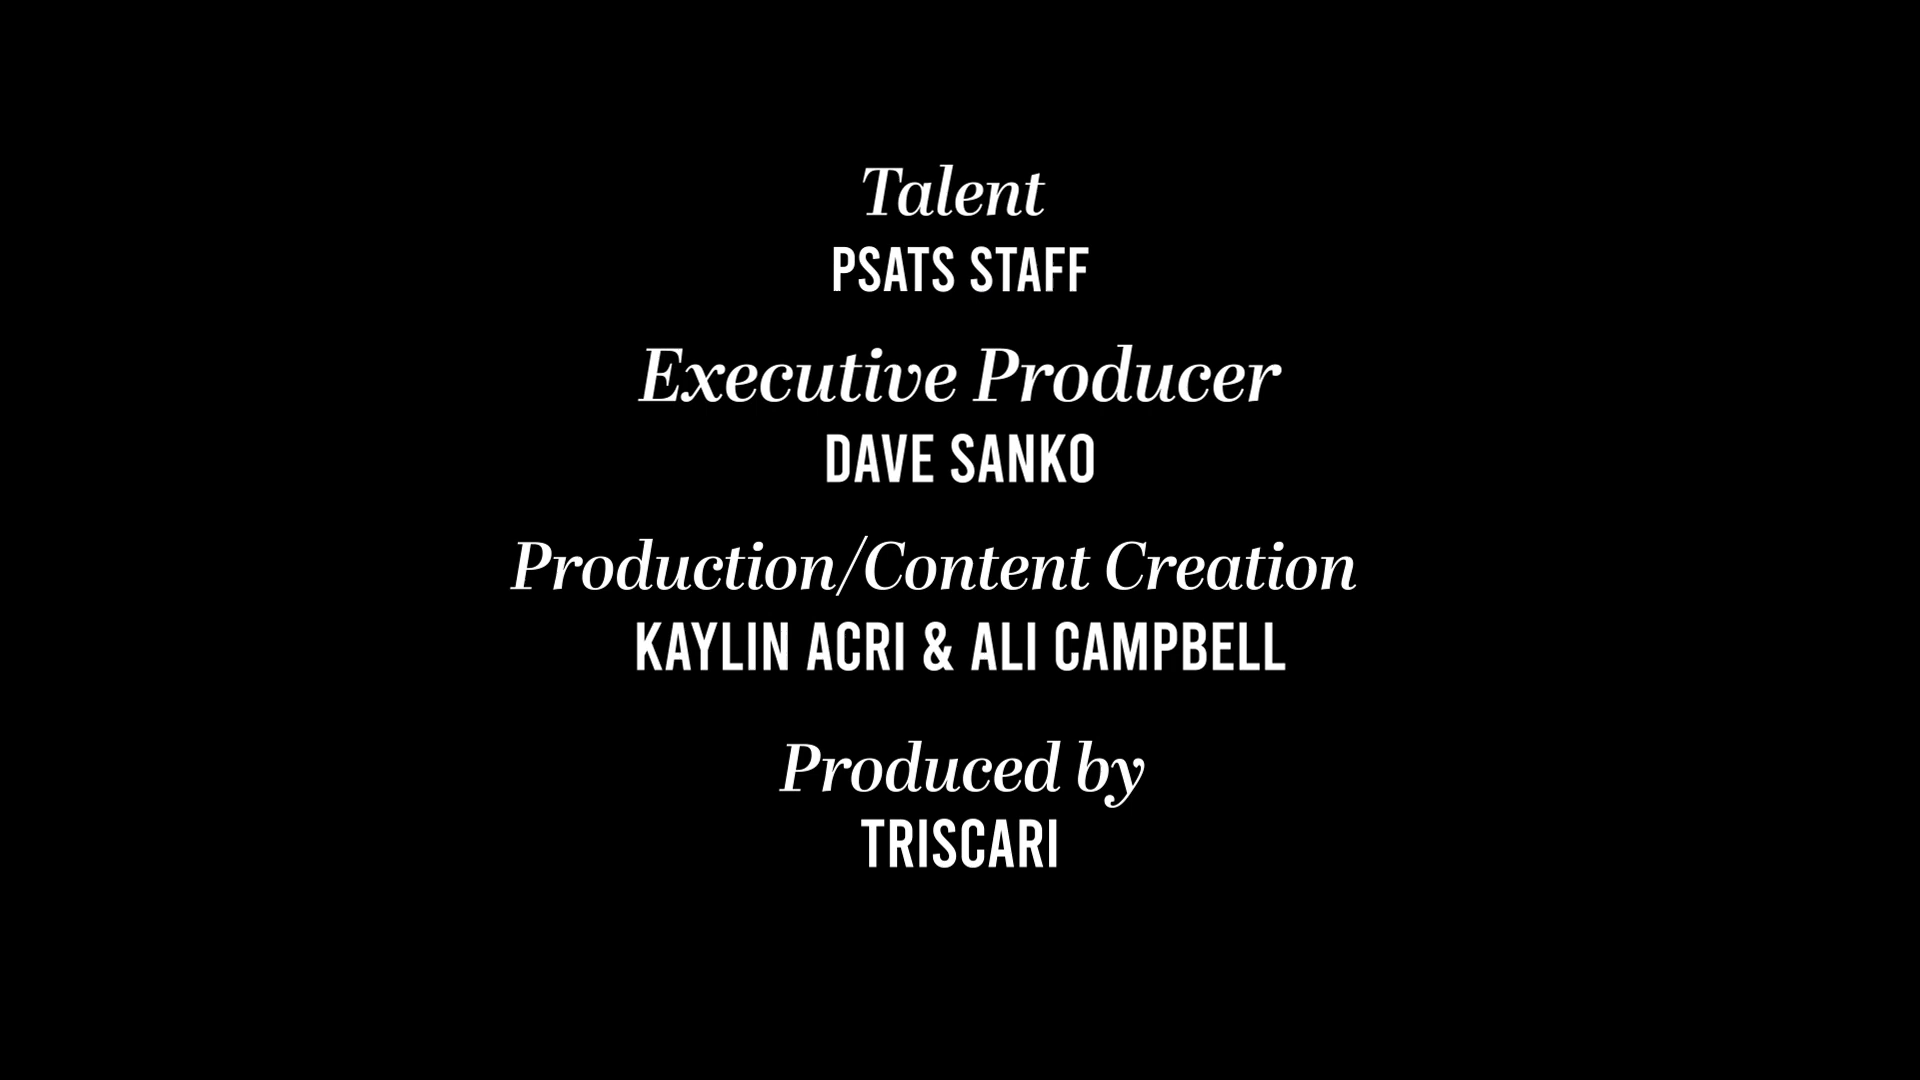 Talent
PSATS STAFF
Executive Producer
DAVE SANKO
Production/Content Creation
KAYLIN ACRI & ALI CAMPBELL
Produced by
TRISCARI